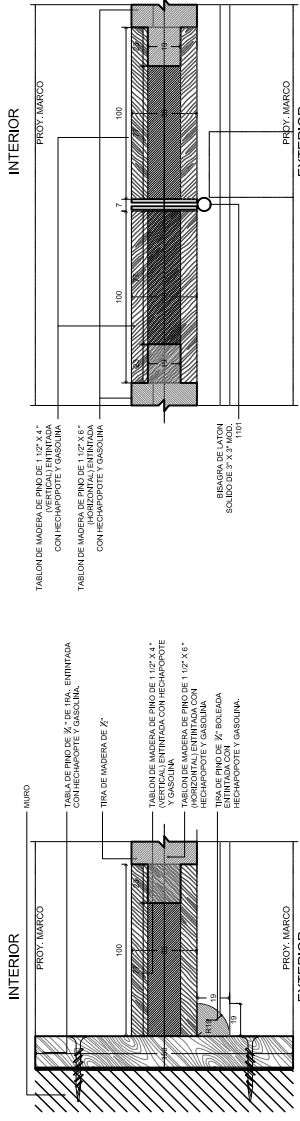 INTERIOR
PROY. MARCO
MURO
TABLA DE PINO DE ¾" DE 1RA. ENTINTADA
CON HECHAPOPOTE Y GASOLINA.
TIRA DE MADERA DE ¾"
TABLON DE MADERA DE PINO DE 1 1/2" X 4"
(VERTICAL) ENTINTADA CON HECHAPOPOTE
Y GASOLINA
TABLON DE MADERA DE PINO DE 1 1/2" X 6"
(HORIZONTAL) ENTINTADA CON
HECHAPOPOTE Y GASOLINA
TIRA DE PINO DE ¾" BOLEADA
ENTINTADA CON
HECHAPOPOTE Y GASOLINA.
100
19
19
R19
PROY. MARCO
EXTERIOR
INTERIOR
PROY. MARCO
TABLON DE MADERA DE PINO DE 1 1/2" X 4"
(VERTICAL) ENTINTADA
CON HECHAPOPOTE Y GASOLINA
TABLON DE MADERA DE PINO DE 1 1/2" X 6"
(HORIZONTAL) ENTINTADA
CON HECHAPOPOTE Y GASOLINA
100
7
100
19
BISAGRA DE LATON
SOLIDO DE 3" X 3" MOD.
1101
PROY. MARCO
EXTERIOR